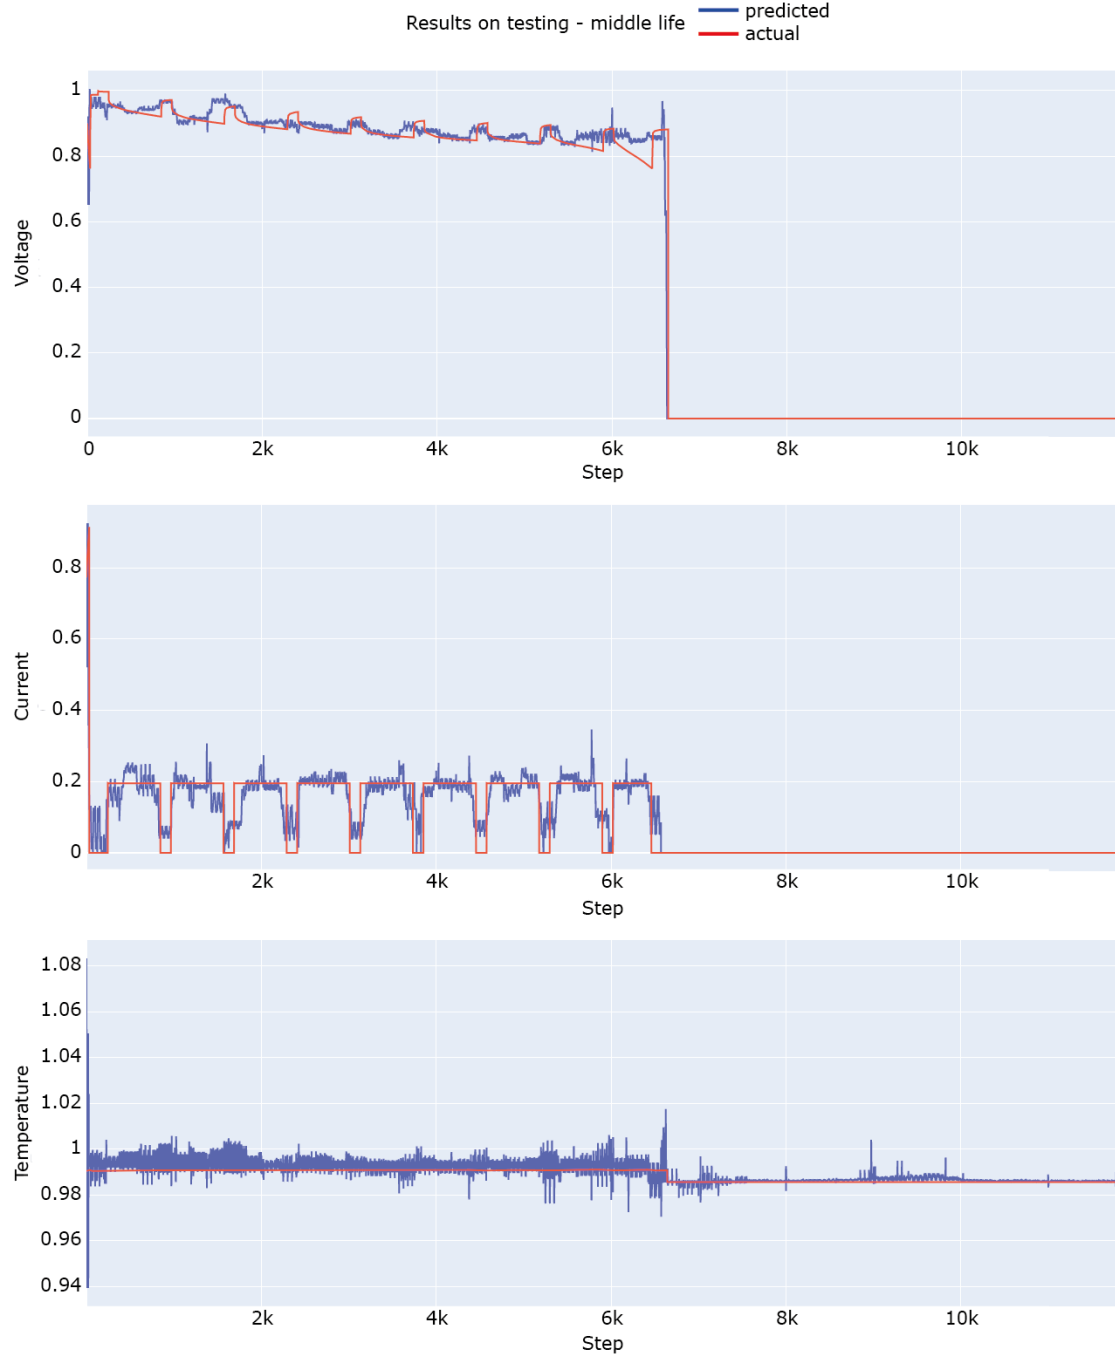 Results on testing - middle life
predicted
actual
Voltage
1
0.8
0.6
0.4
0.2
0
0 2k 4k 6k 8k 10k
Step
Current
0.8
0.6
0.4
0.2
0
2k 4k 6k 8k 10k
Step
Temperature
1.08
1.06
1.04
1.02
1
0.98
0.96
0.94
2k 4k 6k 8k 10k
Step